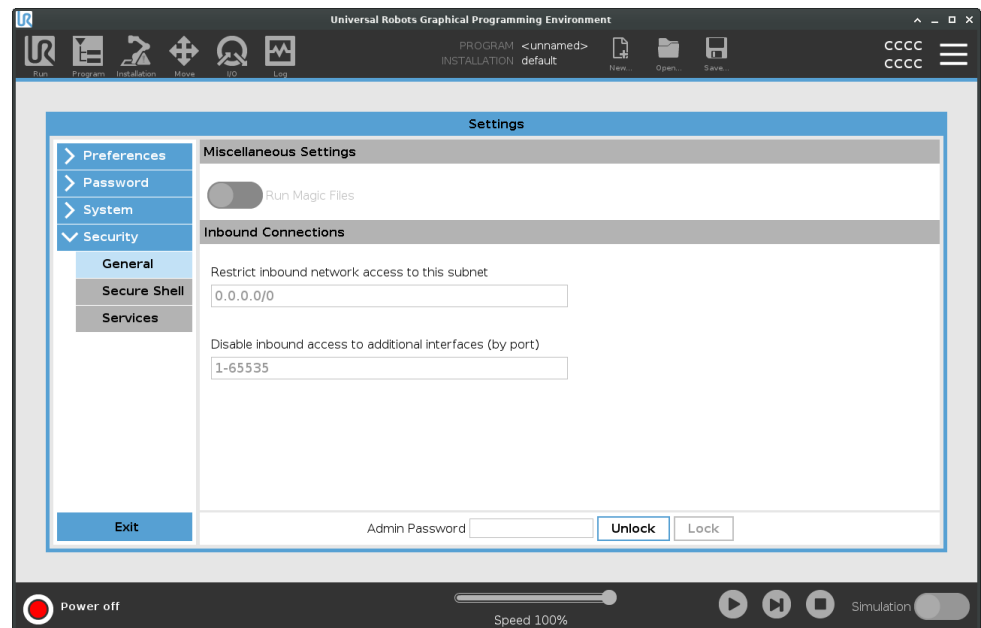 Universal Robots Graphical Programming Environment
UR
Run
Program
Installation
Move
I/O
Log
PROGRAM <unnamed>
INSTALLATION default
New...
Open...
Save...
CCCC
CCCC
Settings
Preferences
Password
System
Security
General
Secure Shell
Services
Exit
Miscellaneous Settings
Run Magic Files
Inbound Connections
Restrict inbound network access to this subnet
0.0.0.0/0
Disable inbound access to additional interfaces (by port)
1-65535
Admin Password
Unlock
Lock
Power off
Speed 100%
Simulation